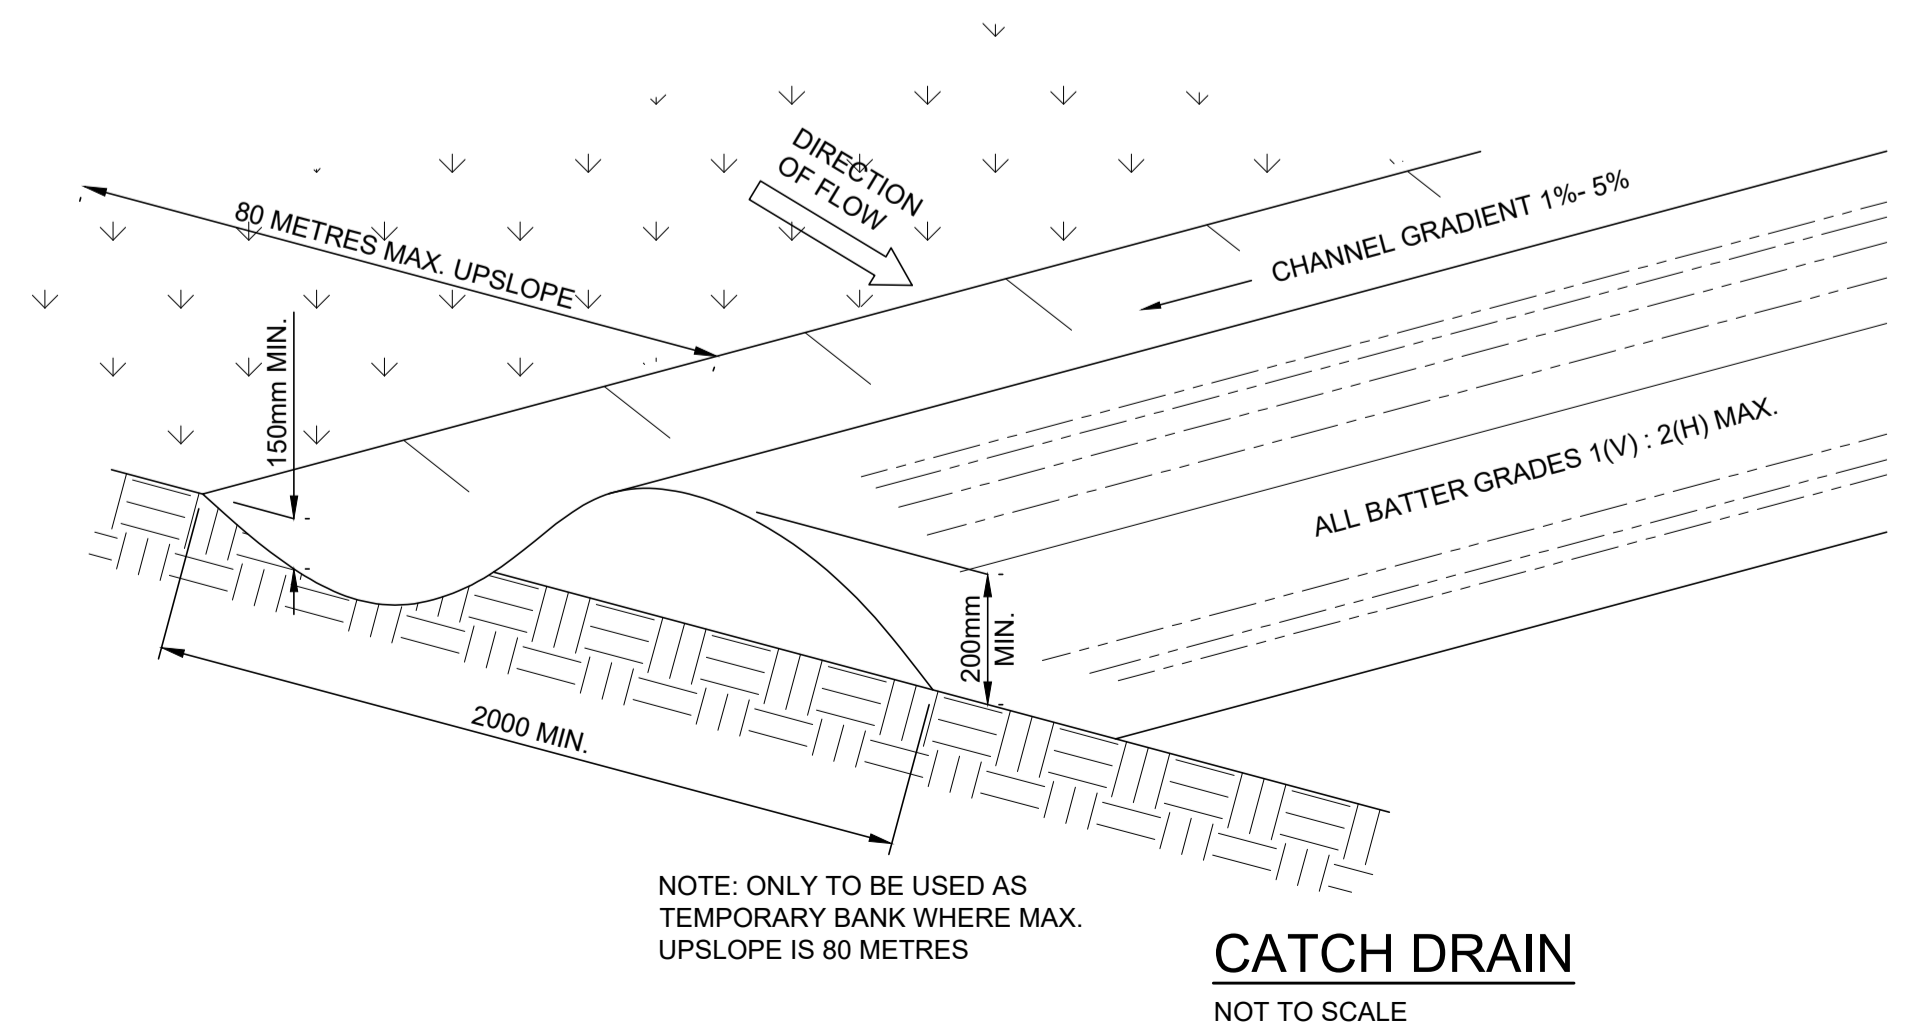 DIRECTION
OF FLOW
80 METRES MAX. UPSLOPE
CHANNEL GRADIENT 1%- 5%
150mm MIN.
ALL BATTER GRADES 1(V) : 2(H) MAX.
200mm
MIN.
2000 MIN.
NOTE: ONLY TO BE USED AS
TEMPORARY BANK WHERE MAX.
UPSLOPE IS 80 METRES
CATCH DRAIN
NOT TO SCALE